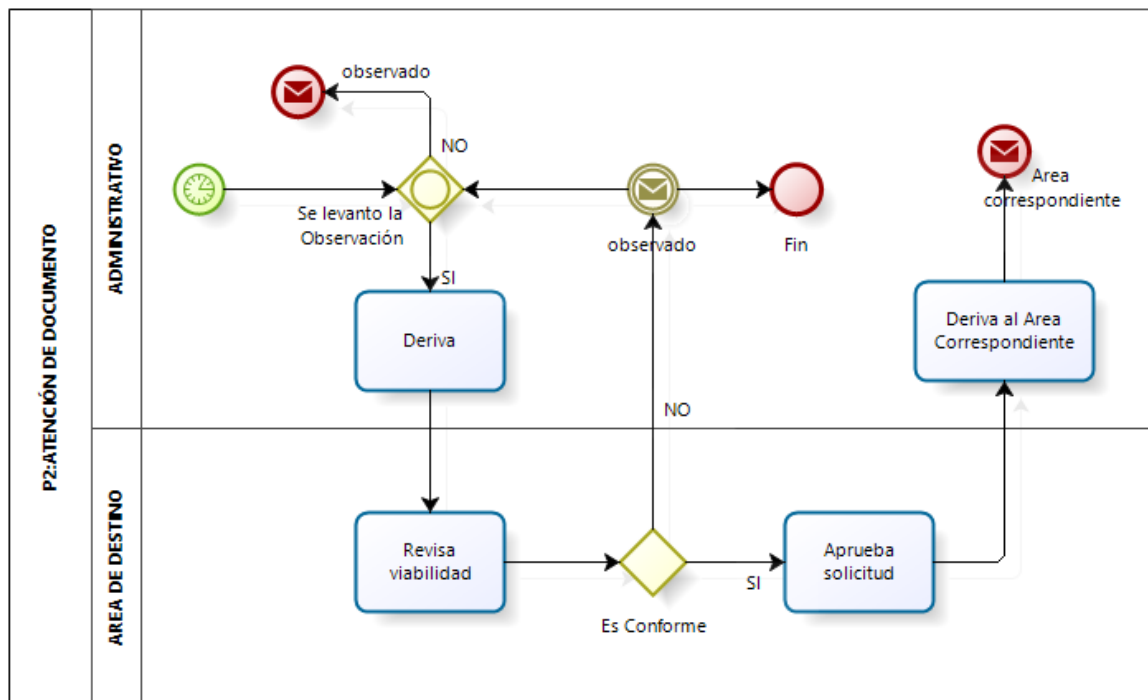 P2:ATENCIÓN DE DOCUMENTO
ADMINISTRATIVO
observado
NO
Se levanto la
Observación
SI
Deriva
observado
Fin
Area
correspondiente
Deriva al Area
Correspondiente
NO
AREA DE DESTINO
Revisa
viabilidad
Es Conforme
SI
Aprueba
solicitud